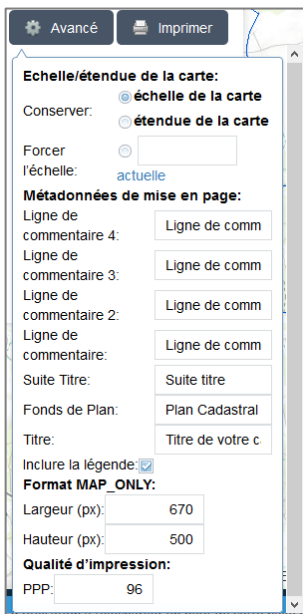 Avancé Imprimer
Echelle/étendue de la carte:
Conserver: échelle de la carte
étendue de la carte
Forcer
l'échelle:
actuelle
Métadonnées de mise en page:
Ligne de
commentaire 4: Ligne de comm
Ligne de
commentaire 3: Ligne de comm
Ligne de
commentaire 2: Ligne de comm
Ligne de
commentaire: Ligne de comm
Suite Titre: Suite titre
Fonds de Plan: Plan Cadastral
Titre: Titre de votre c
Inclure la légende:
Format MAP_ONLY:
Largeur (px): 670
Hauteur (px): 500
Qualité d'impression:
PPP: 96